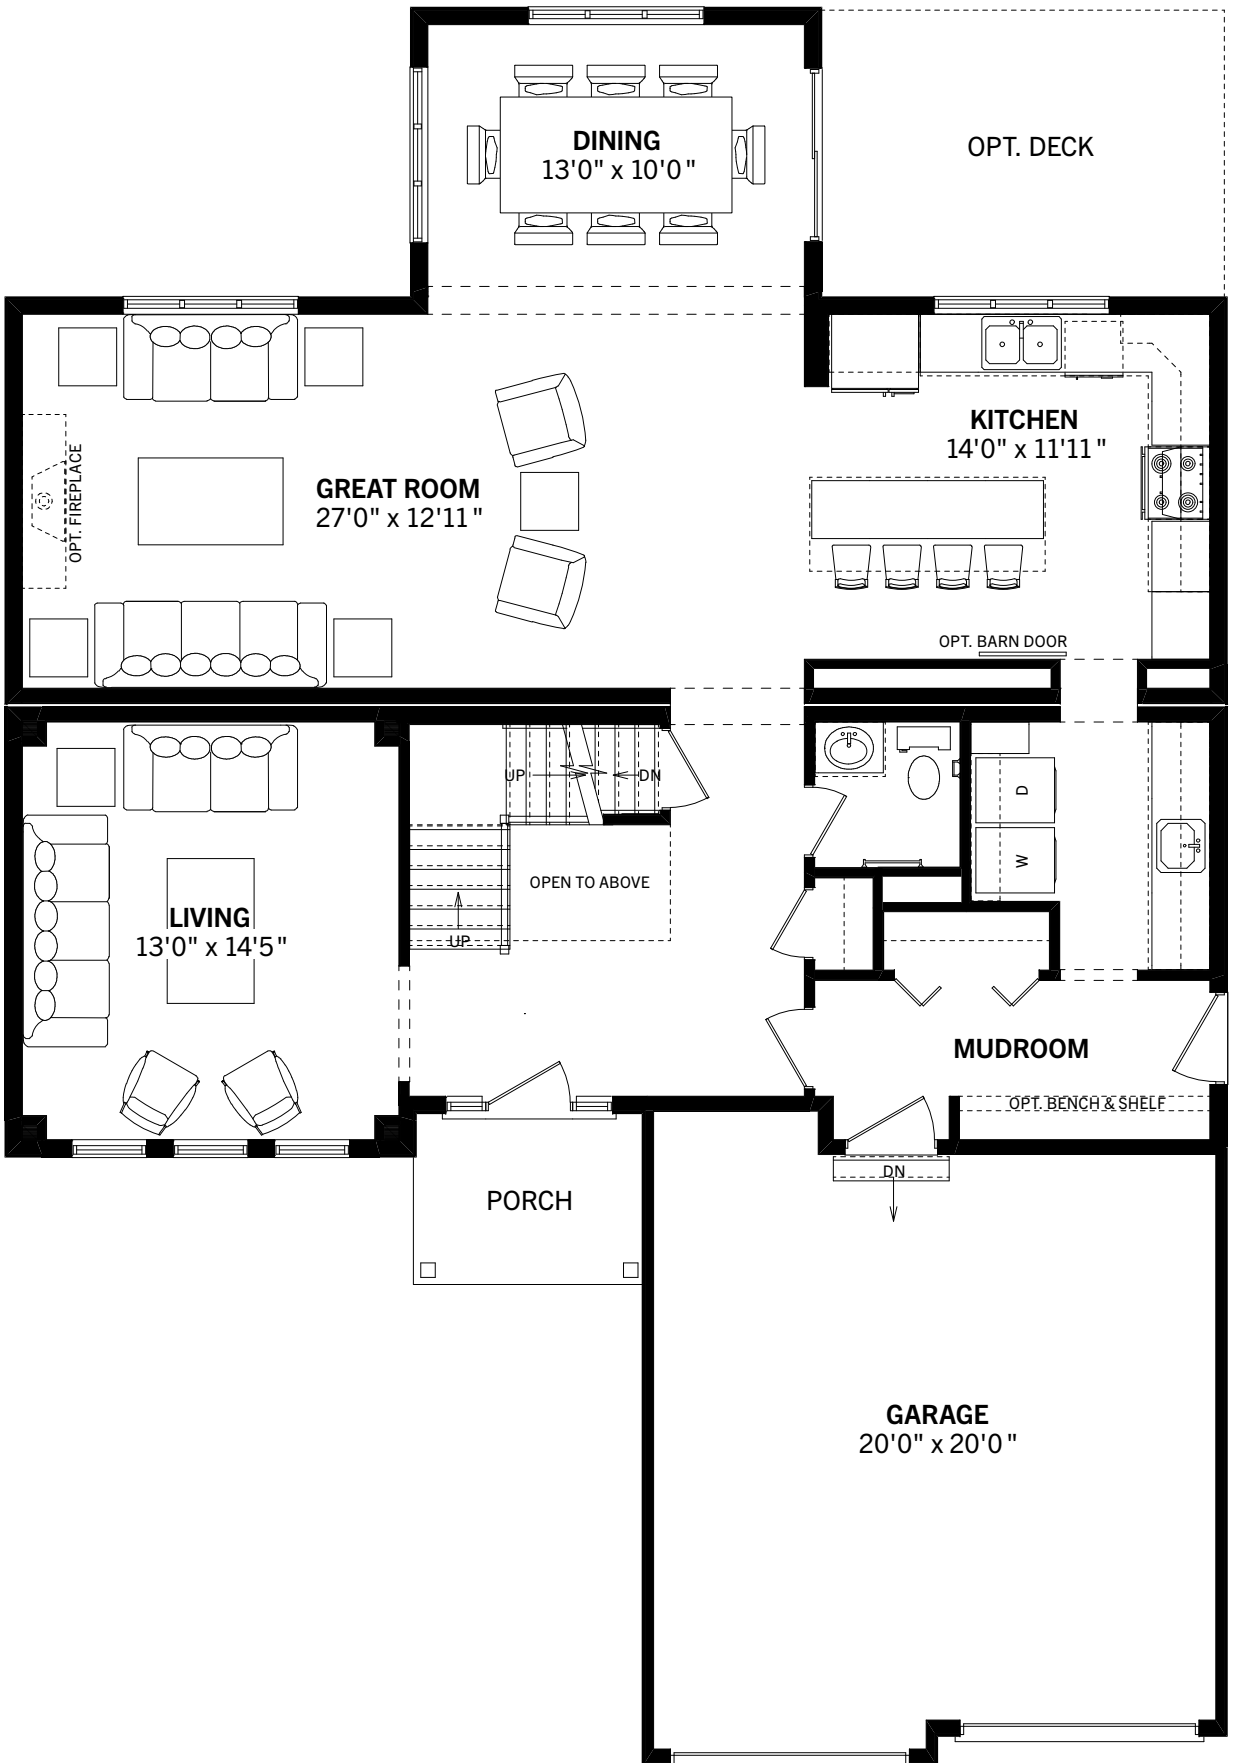 DINING
13'0" x 10'0"
OPT. DECK
KITCHEN
14'0" x 11'11"
GREAT ROOM
27'0" x 12'11"
OPT. FIREPLACE
OPT. BARN DOOR
UP
DN
D
W
OPEN TO ABOVE
UP
LIVING
13'0" x 14'5"
MUDROOM
OPT. BENCH & SHELF
DN
PORCH
GARAGE
20'0" x 20'0"